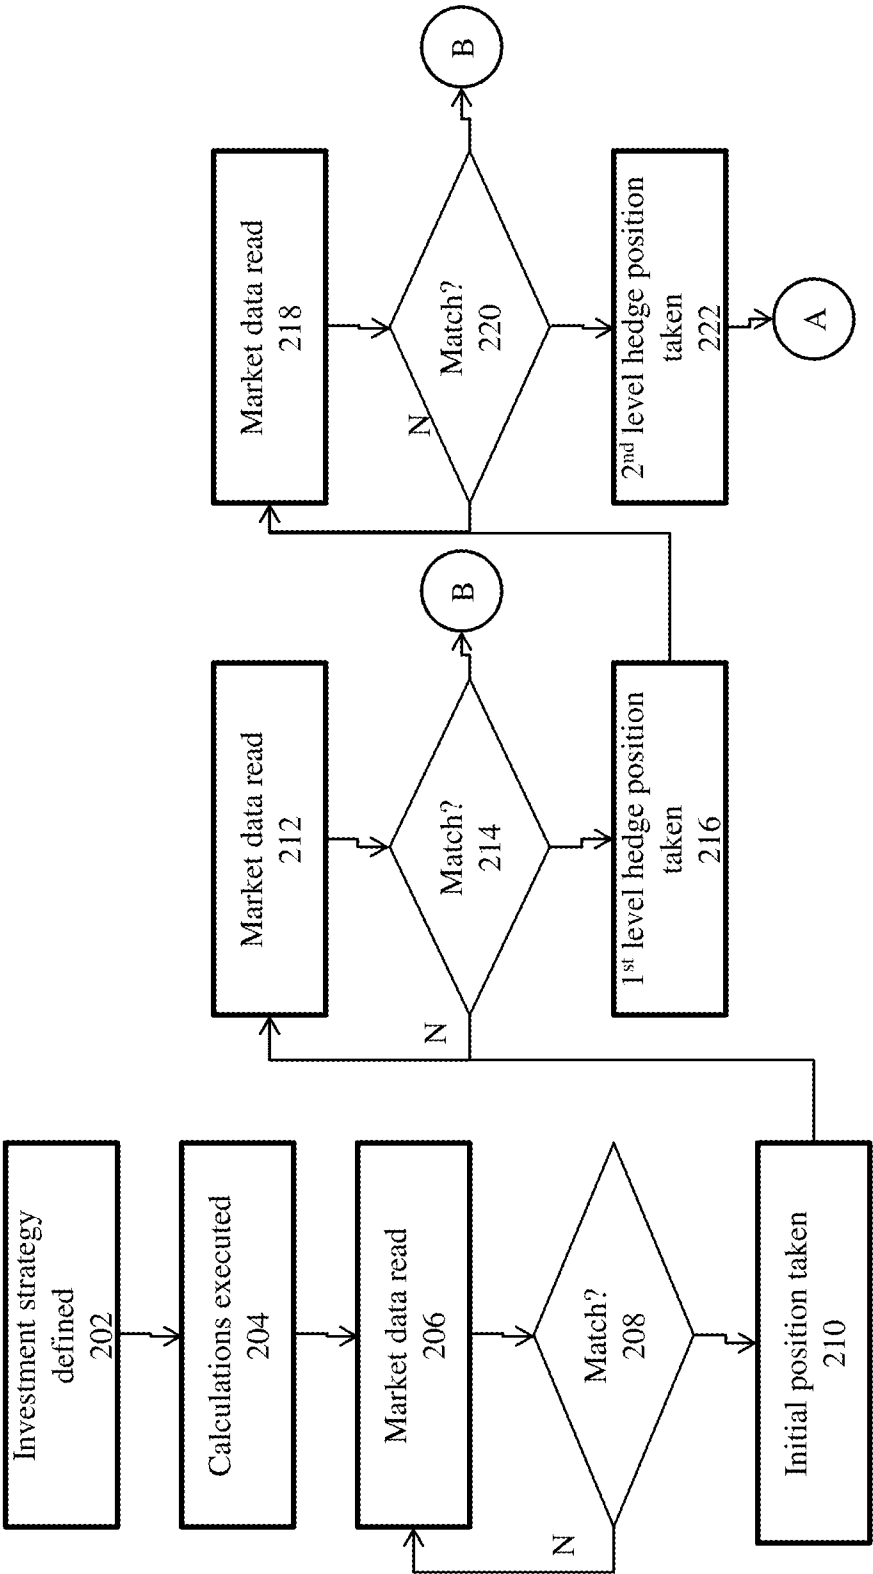 Investment strategy
defined
202
Calculations executed
204
Market data read
206
Match?
208
N
Initial position taken
210
Market data read
212
Match?
214
N
B
1st level hedge position
taken
216
Market data read
218
Match?
220
N
B
2nd level hedge position
taken
222
A